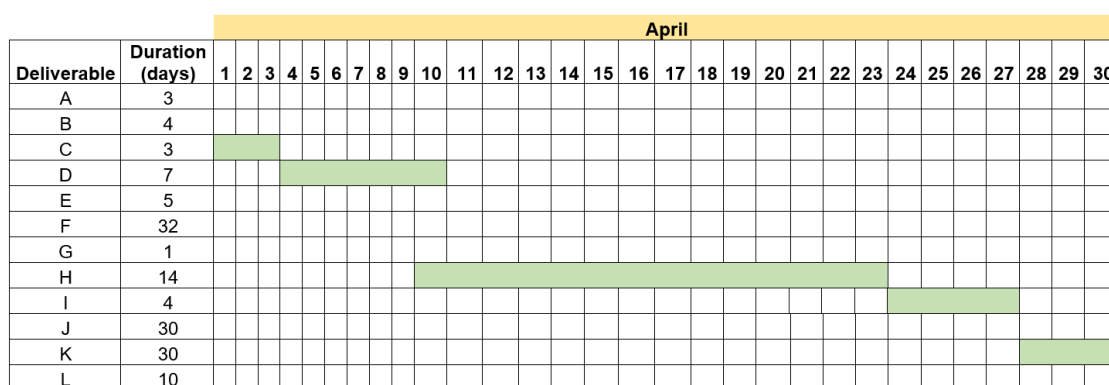 April
Deliverable Duration (days) 1 2 3 4 5 6 7 8 9 10 11 12 13 14 15 16 17 18 19 20 21 22 23 24 25 26 27 28 29 30
A 3
B 4
C 3
D 7
E 5
F 32
G 1
H 14
I 4
J 30
K 30
L 10